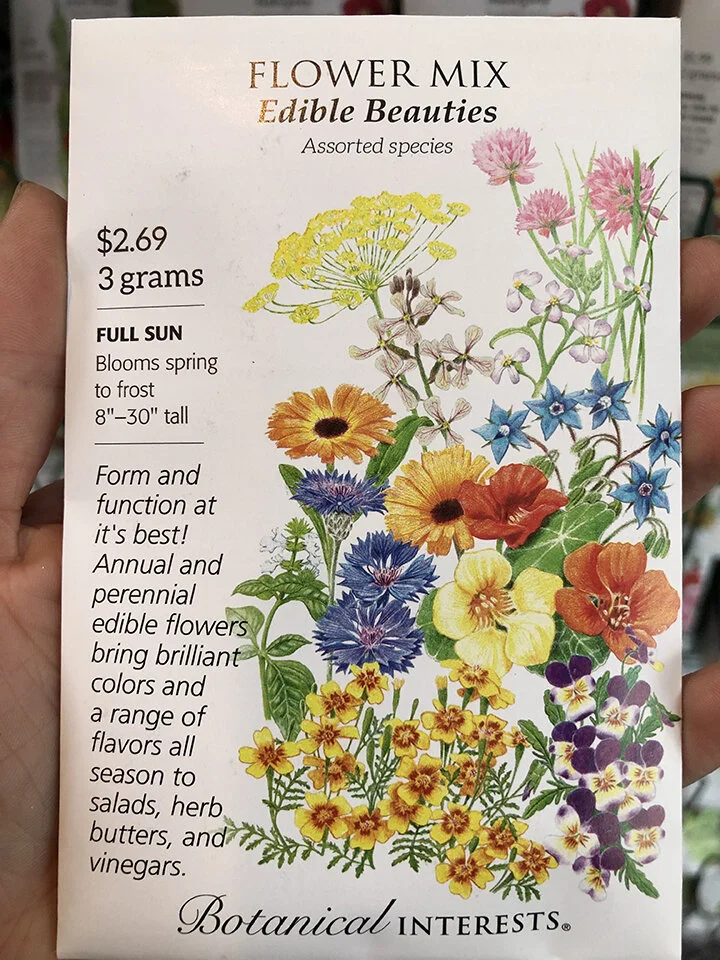 FLOWER MIX
Edible Beauties
Assorted species
$2.69
3 grams
FULL SUN
Blooms spring
to frost
8"–30" tall
Form and
function at
it's best!
Annual and
perennial
edible flowers
bring brilliant
colors and
a range of
flavors all
season to
salads, herb
butters, and
vinegars.
Botanical INTERESTS®